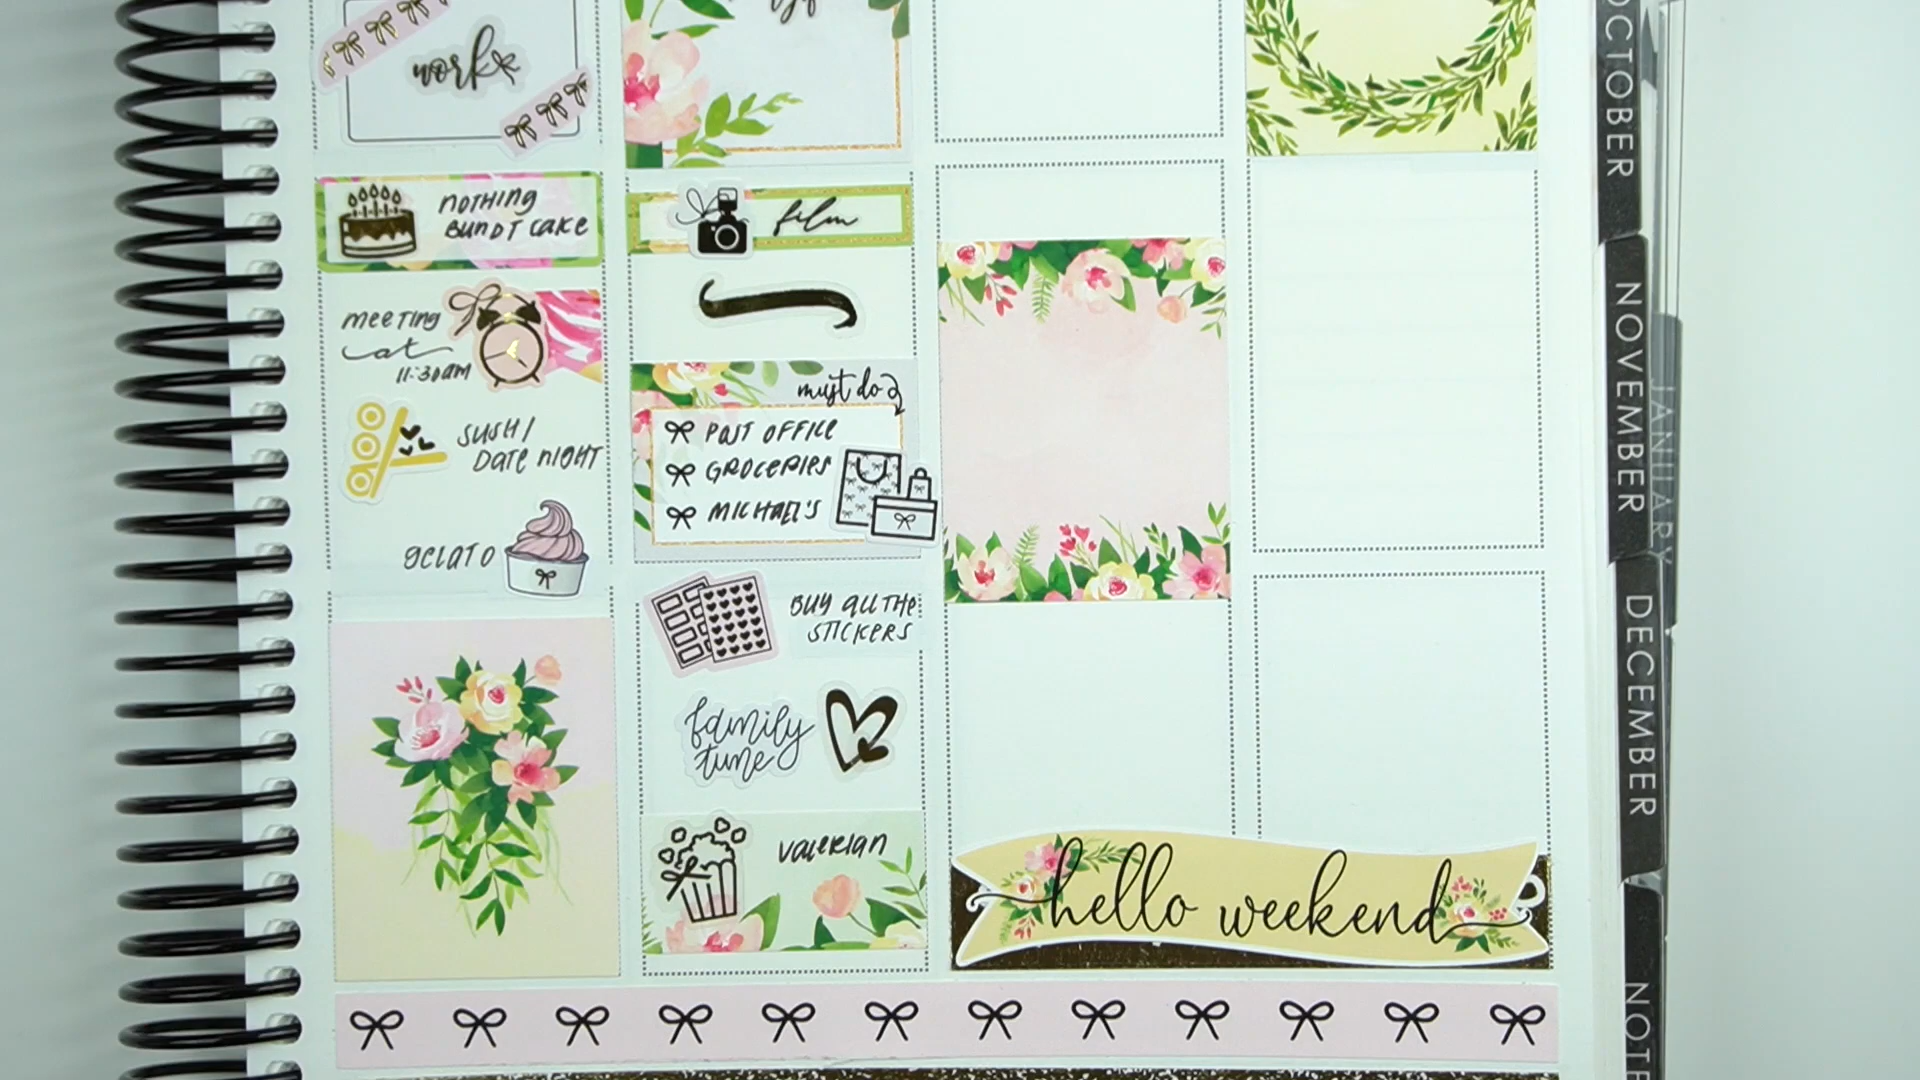 work
nothing
Bundt cake
meeting
at
11:30am
sushi/
date night
gelato
film
must do
Post office
groceries
Michael's
Buy all the
stickers
family
time
Valerian
hello weekend
OCTOBER
NOVEMBER
JANUARY
DECEMBER